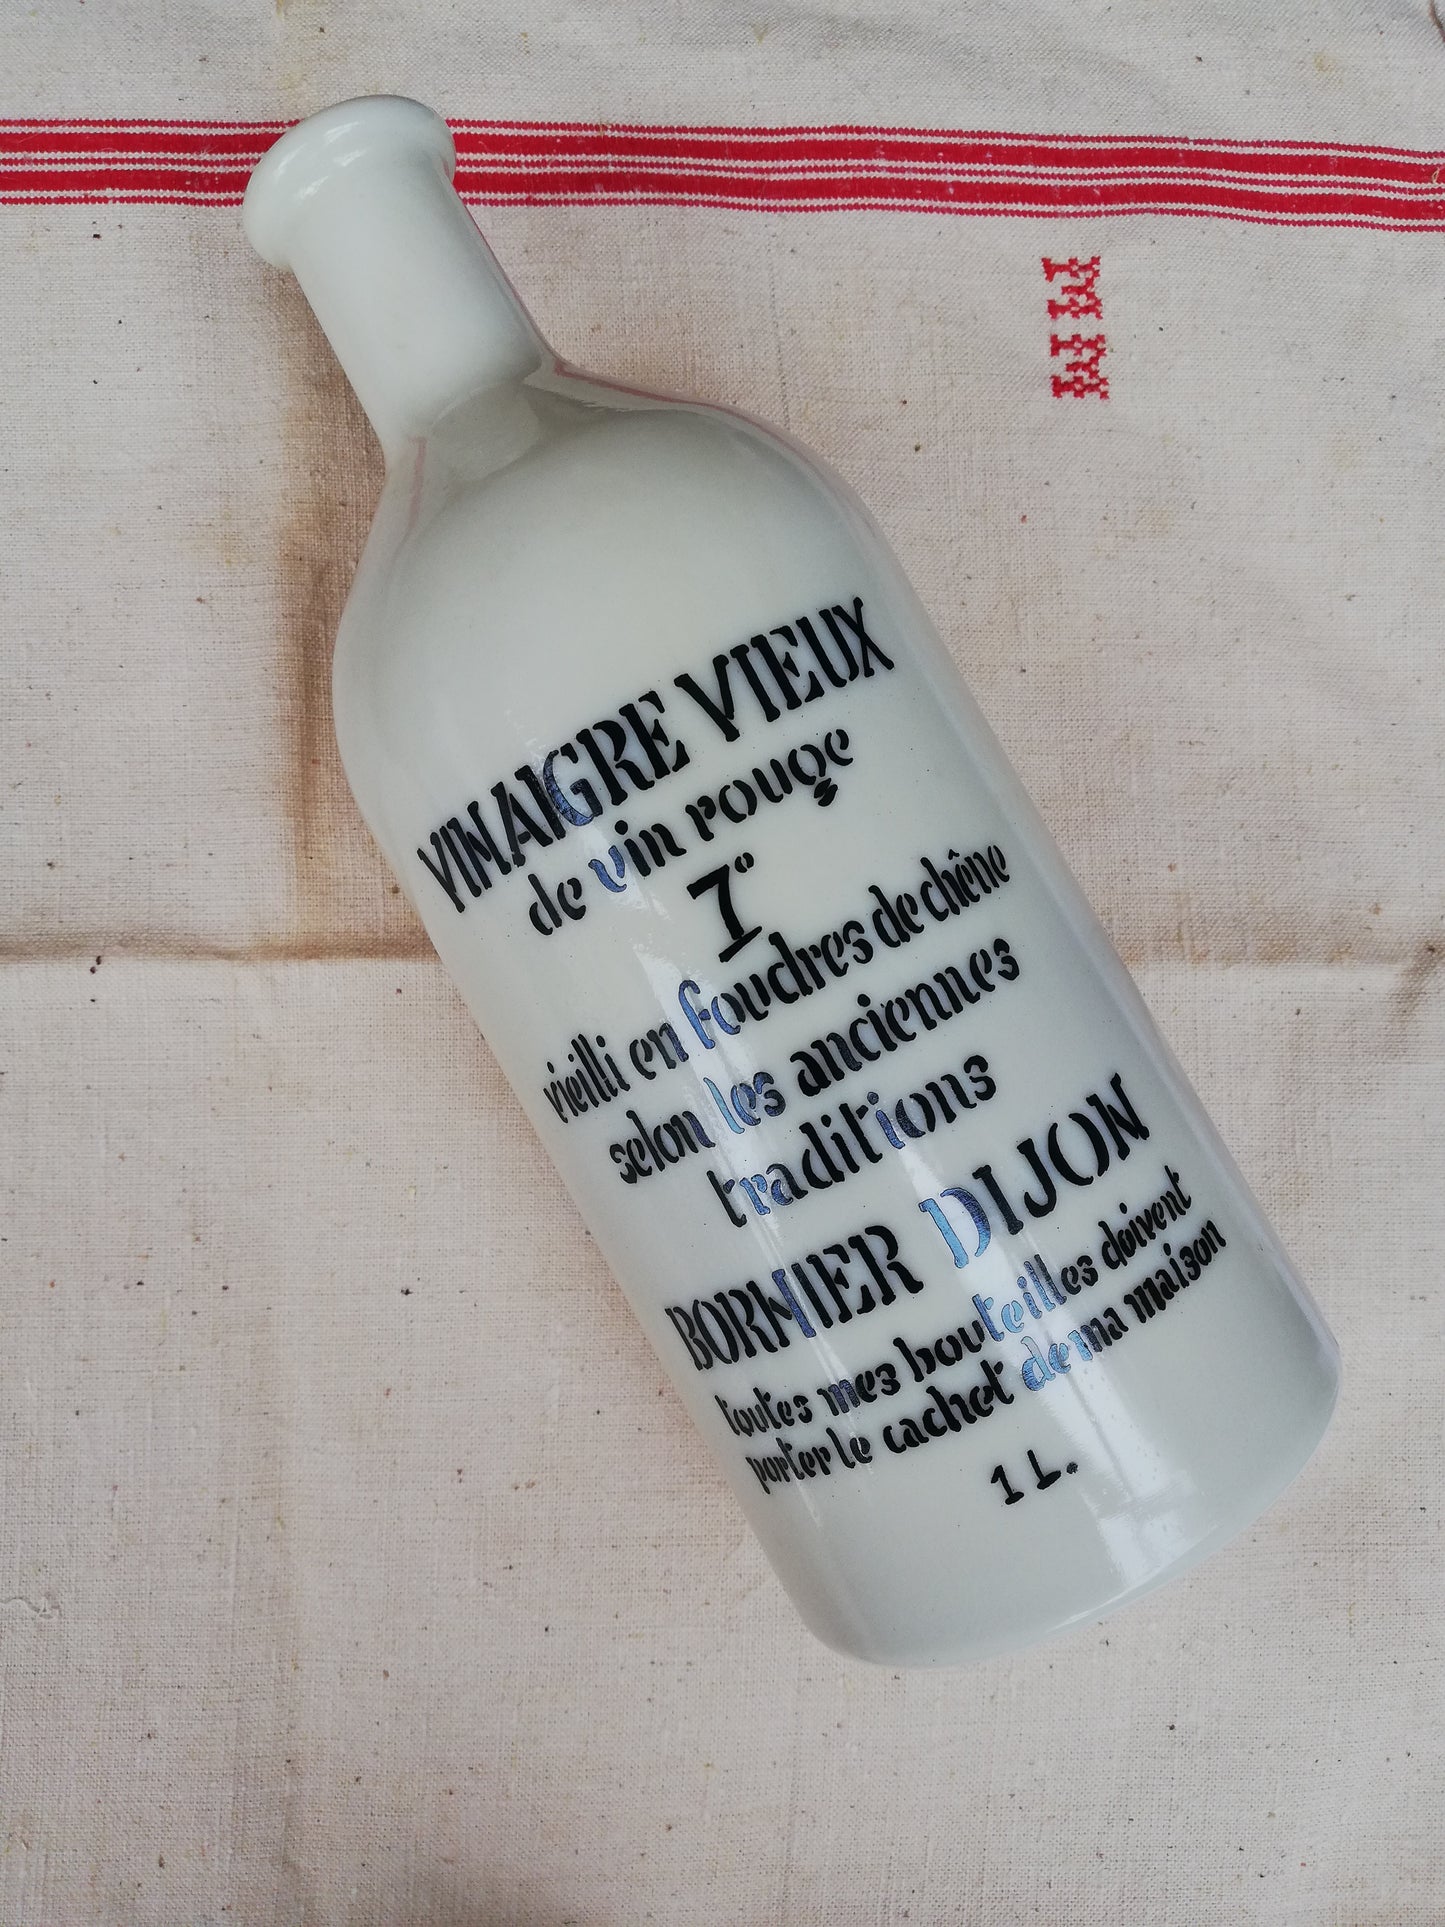 VINAIGRE VIEUX
de vin rouge
7°
vieilli en foudres de chêne
selon les anciennes
traditions
BORNIER DIJON
toutes mes bouteilles doivent
porter le cachet de ma maison
1 L.